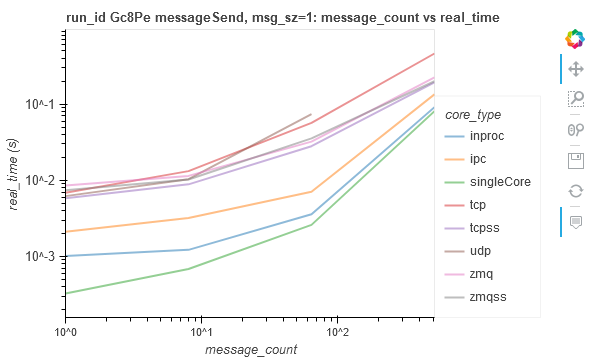 run_id Gc8Pe messageSend, msg_sz=1: message_count vs real_time
10^-1
10^-2
10^-3
real_time (s)
10^0
10^1
10^2
message_count
core_type
inproc
ipc
singleCore
tcp
tcpss
udp
zmq
zmqss